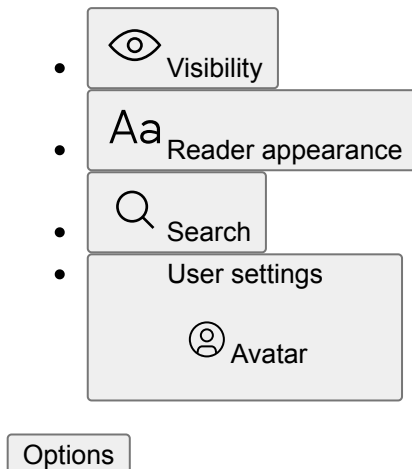 Visibility
Aa Reader appearance
Search
User settings
Avatar
Options